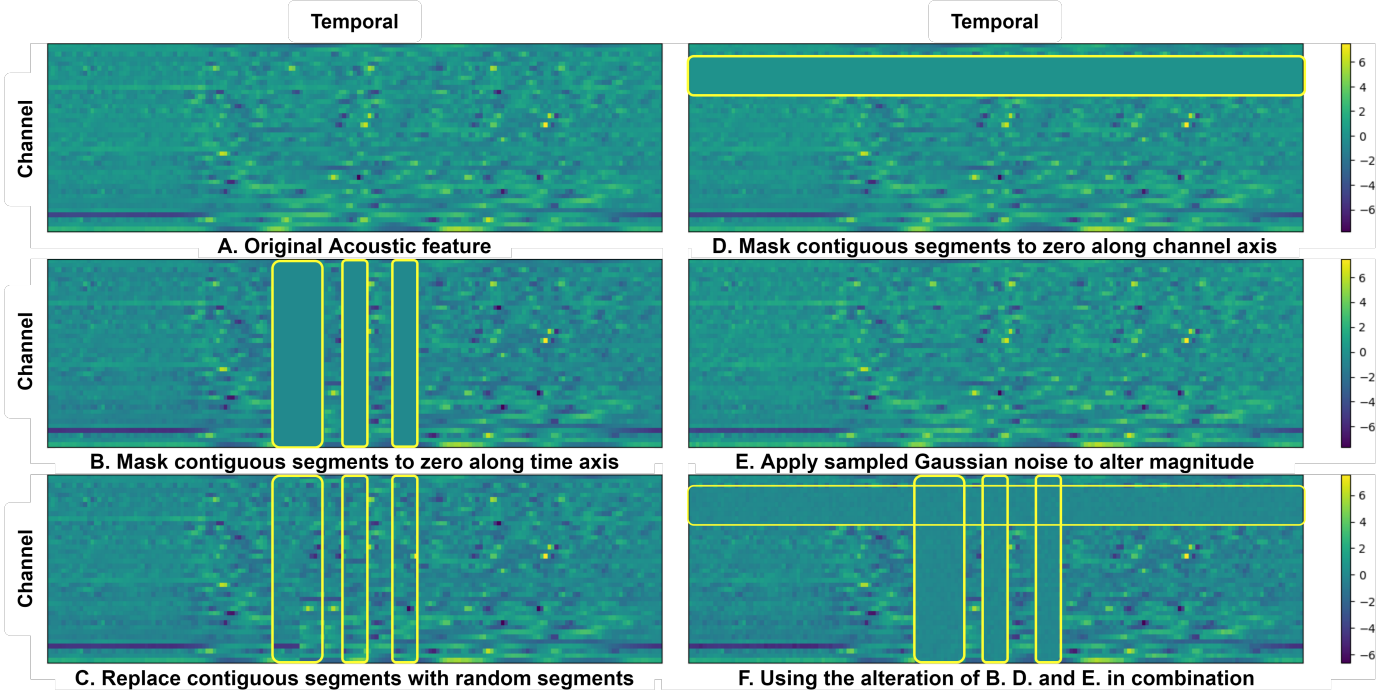 Temporal
Temporal
Channel
6
4
2
0
−2
−4
−6
A. Original Acoustic feature
D. Mask contiguous segments to zero along channel axis
Channel
6
4
2
0
−2
−4
−6
B. Mask contiguous segments to zero along time axis
E. Apply sampled Gaussian noise to alter magnitude
Channel
6
4
2
0
−2
−4
−6
C. Replace contiguous segments with random segments
F. Using the alteration of B. D. and E. in combination